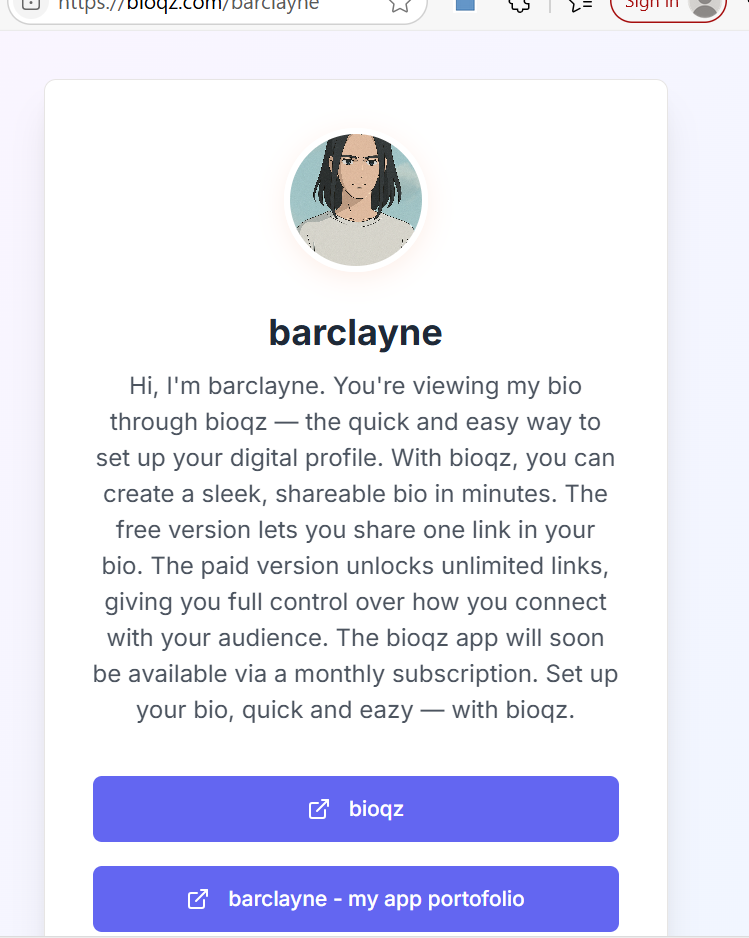 https://bioqz.com/barclayne
Sign in
barclayne
Hi, I'm barclayne. You're viewing my bio
through bioqz — the quick and easy way to
set up your digital profile. With bioqz, you can
create a sleek, shareable bio in minutes. The
free version lets you share one link in your
bio. The paid version unlocks unlimited links,
giving you full control over how you connect
with your audience. The bioqz app will soon
be available via a monthly subscription. Set up
your bio, quick and eazy — with bioqz.
bioqz
barclayne - my app portofolio